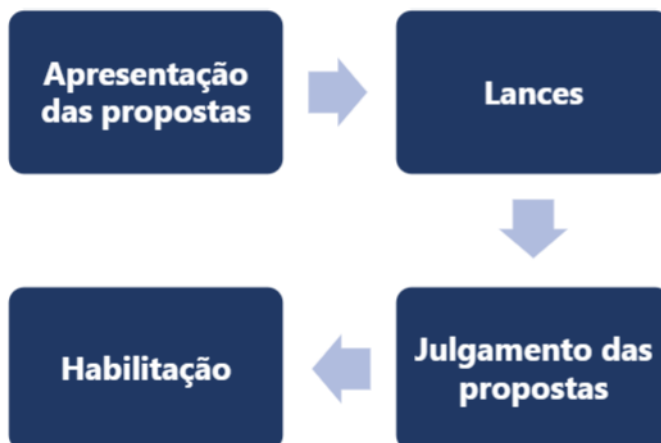 Apresentação
das propostas
Lances
Julgamento das
propostas
Habilitação